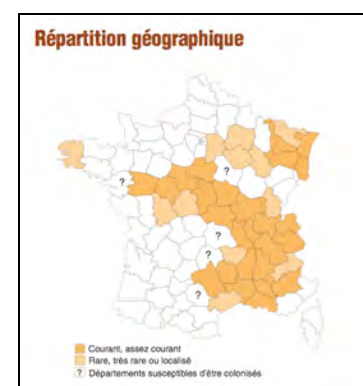 Répartition géographique
?
?
?
?
?
Courant, assez courant
Rare, très rare ou localisé
? Départements susceptibles d'être colonisés